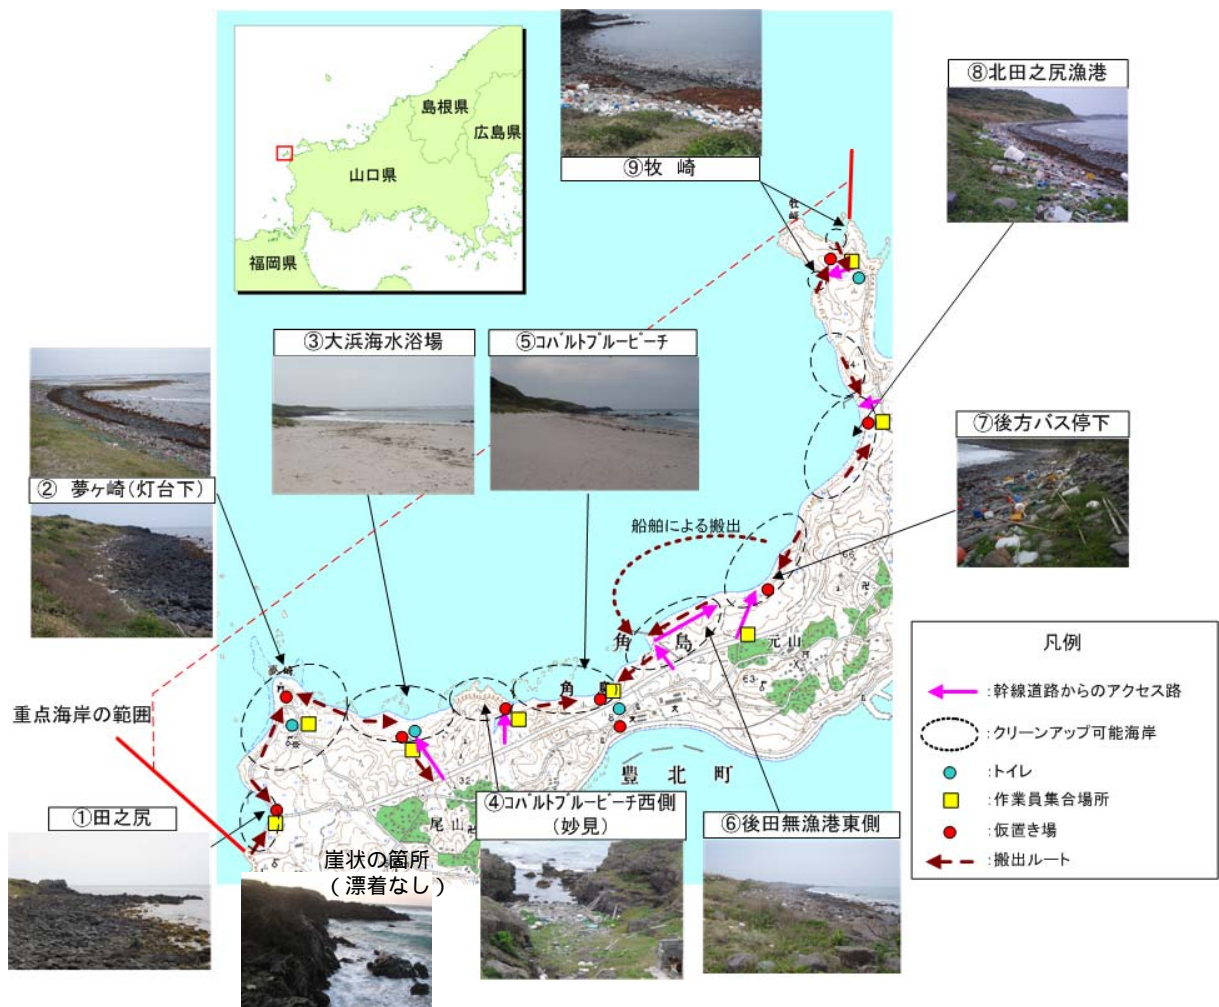 島根県
広島県
山口県
福岡県
⑨牧 崎
⑧北田之尻漁港
牧崎
③大浜海水浴場
⑤コバルトブルービーチ
② 夢ヶ崎(灯台下)
⑦後方バス停下
船舶による搬出
角 島
元山
66
63
夢崎
角
重点海岸の範囲
32
尾山
豊北町
①田之尻
崖状の箇所
(漂着なし)
④コバルトブルービーチ西側
(妙見)
⑥後田無漁港東側
凡例
:幹線道路からのアクセス路
:クリーンアップ可能海岸
:トイレ
:作業員集合場所
:仮置き場
:搬出ルート